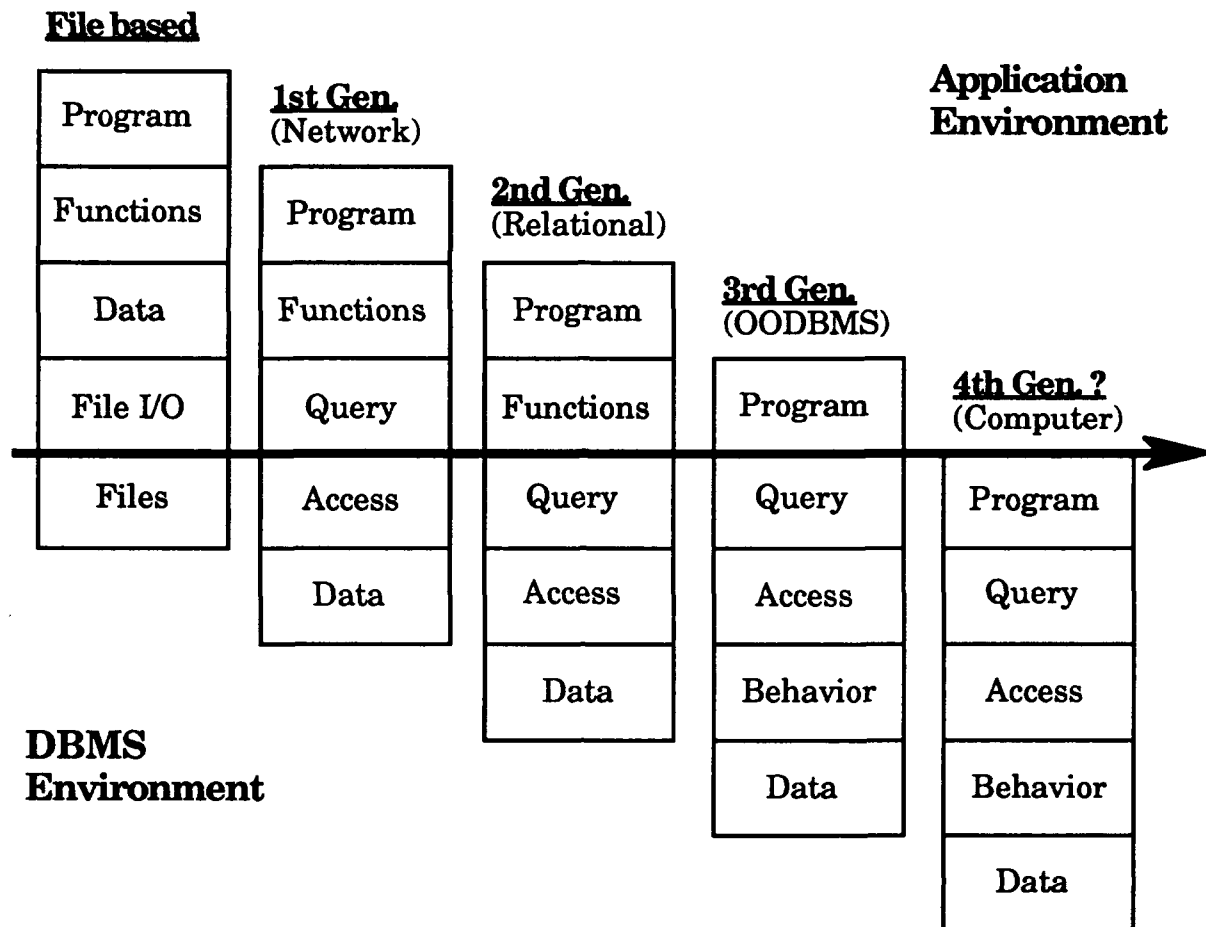 File based
Program
Functions
Data
File I/O
Files
1st Gen.
(Network)
Program
Functions
Query
Access
Data
2nd Gen.
(Relational)
Program
Functions
Query
Access
Data
3rd Gen.
(OODBMS)
Program
Query
Access
Behavior
Data
Application
Environment
4th Gen. ?
(Computer)
Program
Query
Access
Behavior
Data
DBMS
Environment